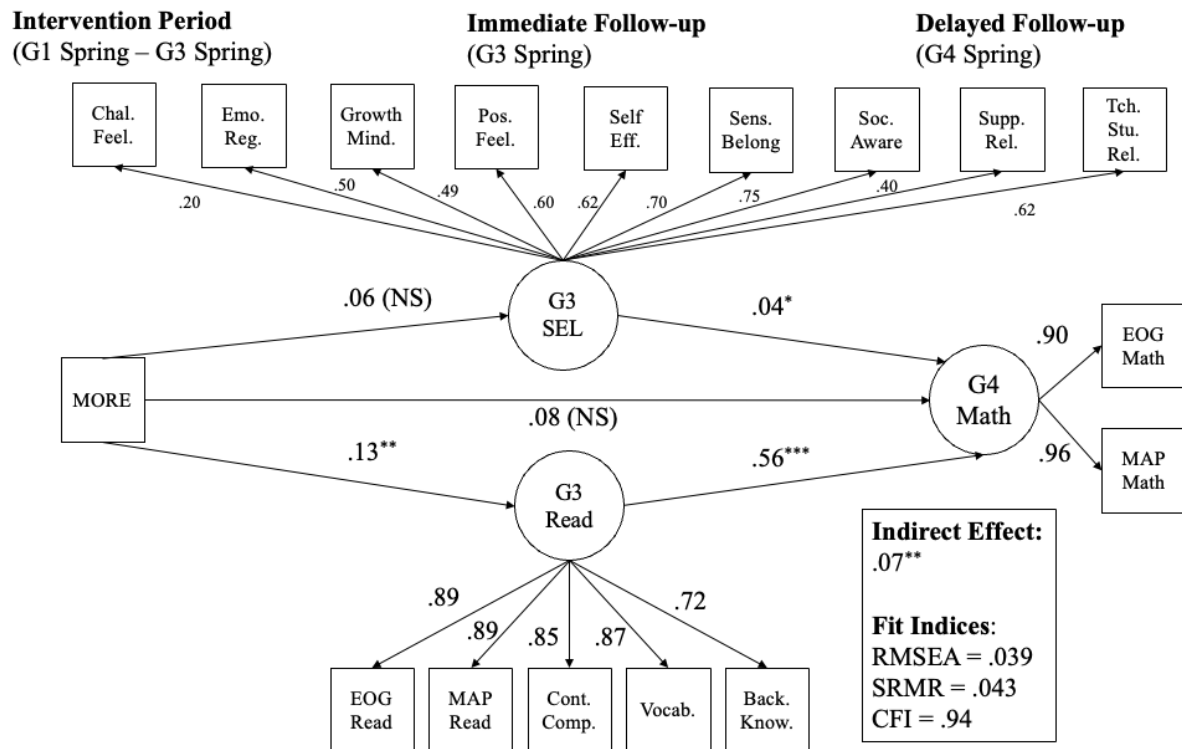 Intervention Period
(G1 Spring – G3 Spring)
Immediate Follow-up
(G3 Spring)
Delayed Follow-up
(G4 Spring)
Chal.
Feel.
Emo.
Reg.
Growth
Mind.
Pos.
Feel.
Self
Eff.
Sens.
Belong
Soc.
Aware
Supp.
Rel.
Tch.
Stu.
Rel.
.20
.50
.49
.60
.62
.70
.75
.40
.62
G3
SEL
.06 (NS)
.04*
MORE
.08 (NS)
G4
Math
.90
EOG
Math
.96
MAP
Math
.13**
.56***
G3
Read
.89
.89
.85
.87
.72
EOG
Read
MAP
Read
Cont.
Comp.
Vocab.
Back.
Know.
Indirect Effect:
.07**
Fit Indices:
RMSEA = .039
SRMR = .043
CFI = .94